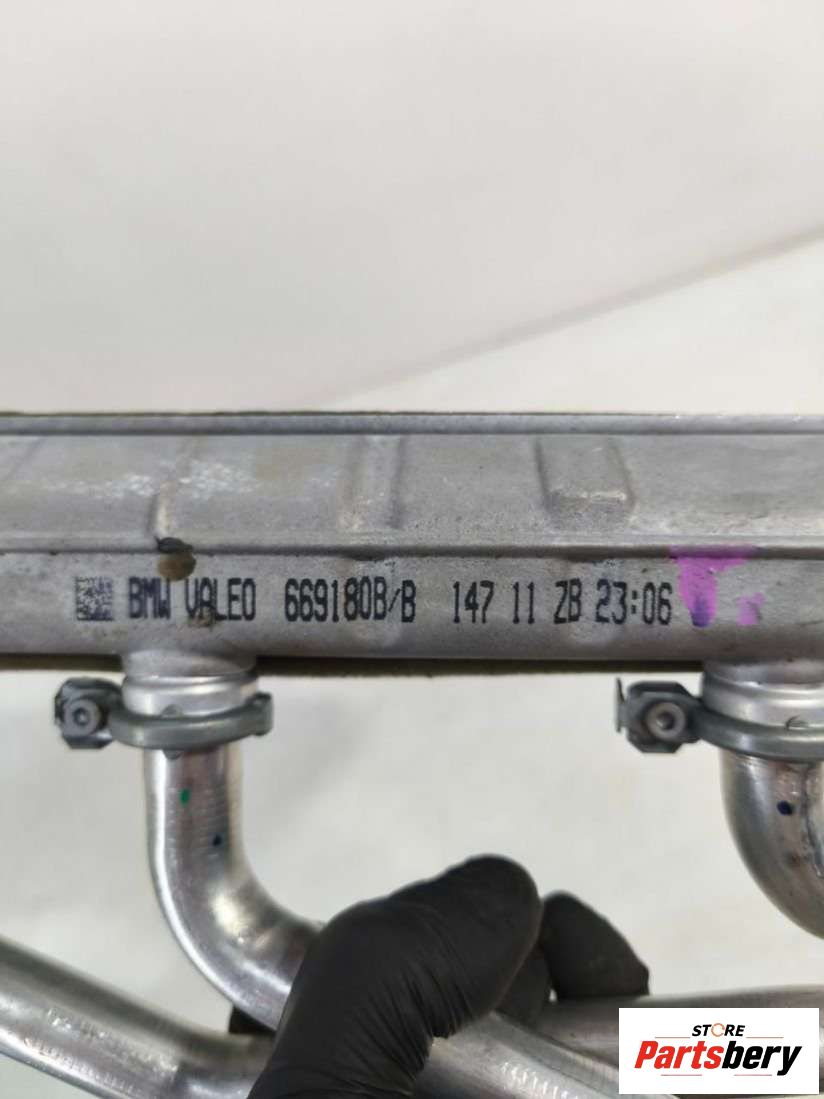 BMW VALEO 669180B/B 147 11 ZB 23:06
STORE
Partsbery